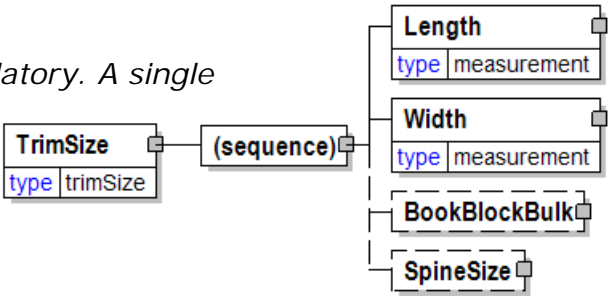 Length
type measurement
latory. A single
Width
type measurement
TrimSize
type trimSize
(sequence)
BookBlockBulk
SpineSize